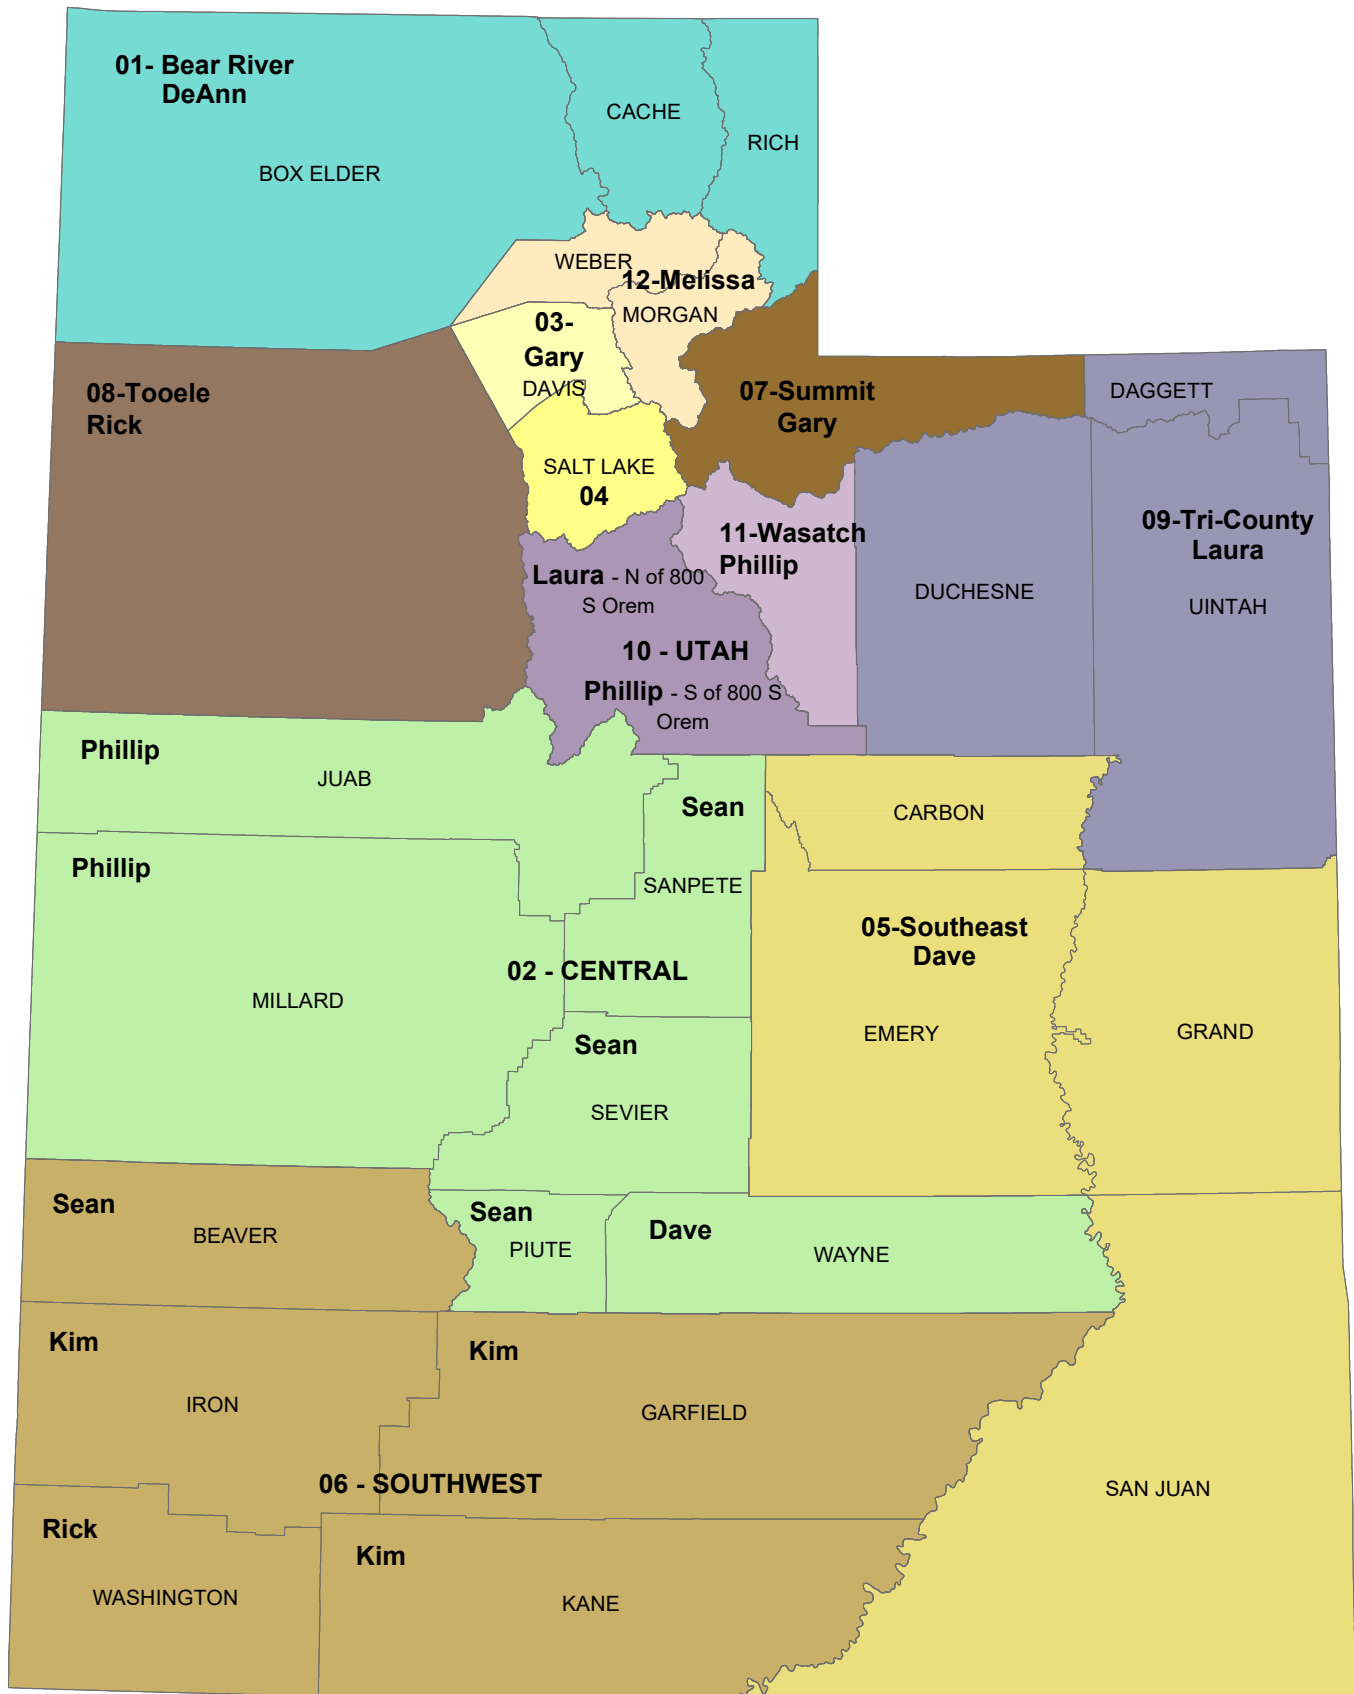 01- Bear River
DeAnn
CACHE
RICH
BOX ELDER
WEBER
12-Melissa
MORGAN
03-
Gary
DAVIS
08-Tooele
Rick
07-Summit
Gary
DAGGETT
SALT LAKE
04
09-Tri-County
Laura
11-Wasatch
Phillip
Laura - N of 800
S Orem
DUCHESNE
UINTAH
10 - UTAH
Phillip - S of 800 S
Orem
Phillip
JUAB
Sean
CARBON
Phillip
SANPETE
05-Southeast
Dave
02 - CENTRAL
MILLARD
EMERY
GRAND
Sean
SEVIER
Sean
BEAVER
Sean
PIUTE
Dave
WAYNE
Kim
IRON
Kim
GARFIELD
06 - SOUTHWEST
SAN JUAN
Rick
WASHINGTON
Kim
KANE